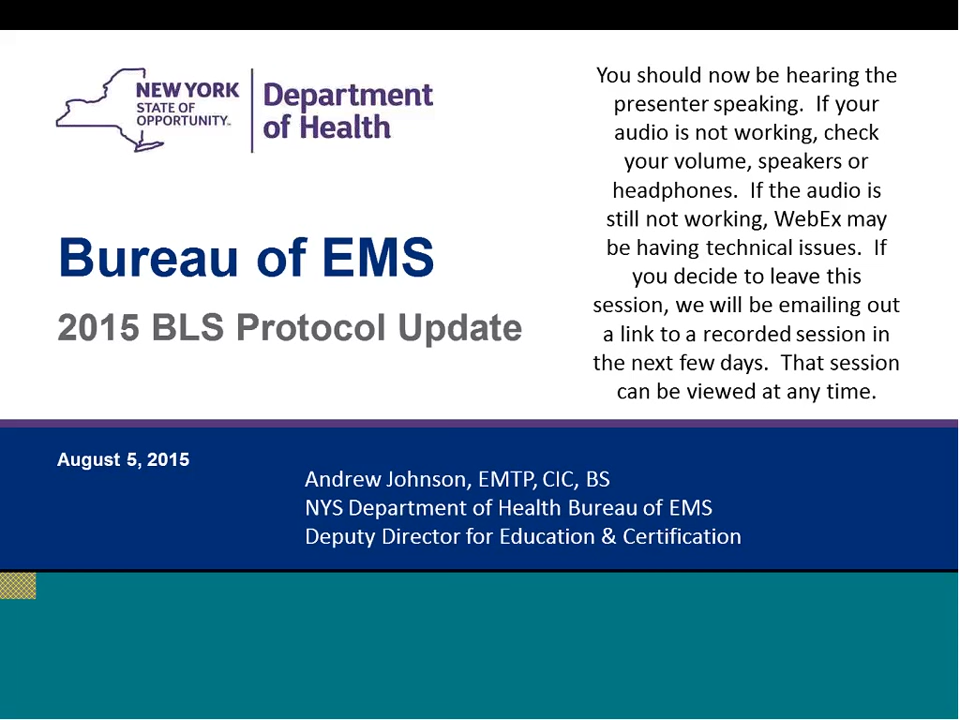 NEW YORK
STATE OF
OPPORTUNITY™
Department
of Health
You should now be hearing the
presenter speaking. If your
audio is not working, check
your volume, speakers or
headphones. If the audio is
still not working, WebEx may
be having technical issues. If
you decide to leave this
session, we will be emailing out
a link to a recorded session in
the next few days. That session
can be viewed at any time.
Bureau of EMS
2015 BLS Protocol Update
August 5, 2015
Andrew Johnson, EMTP, CIC, BS
NYS Department of Health Bureau of EMS
Deputy Director for Education & Certification